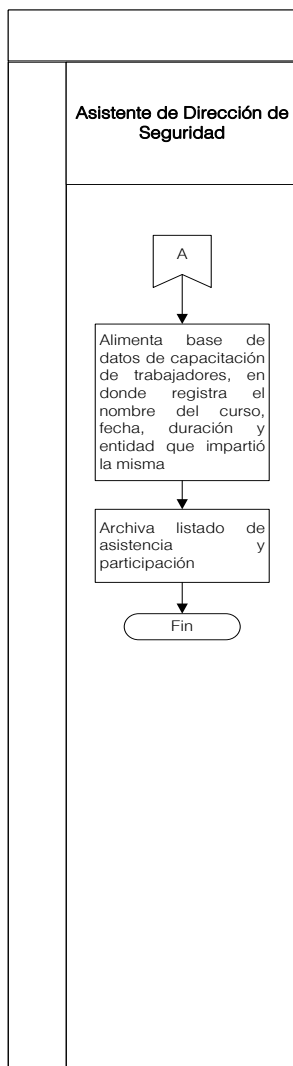 Asistente de Dirección de
Seguridad
A
Alimenta base de
datos de capacitación
de trabajadores, en
donde registra el
nombre del curso,
fecha, duración y
entidad que impartió
la misma
Archiva listado de
asistencia y
participación
Fin